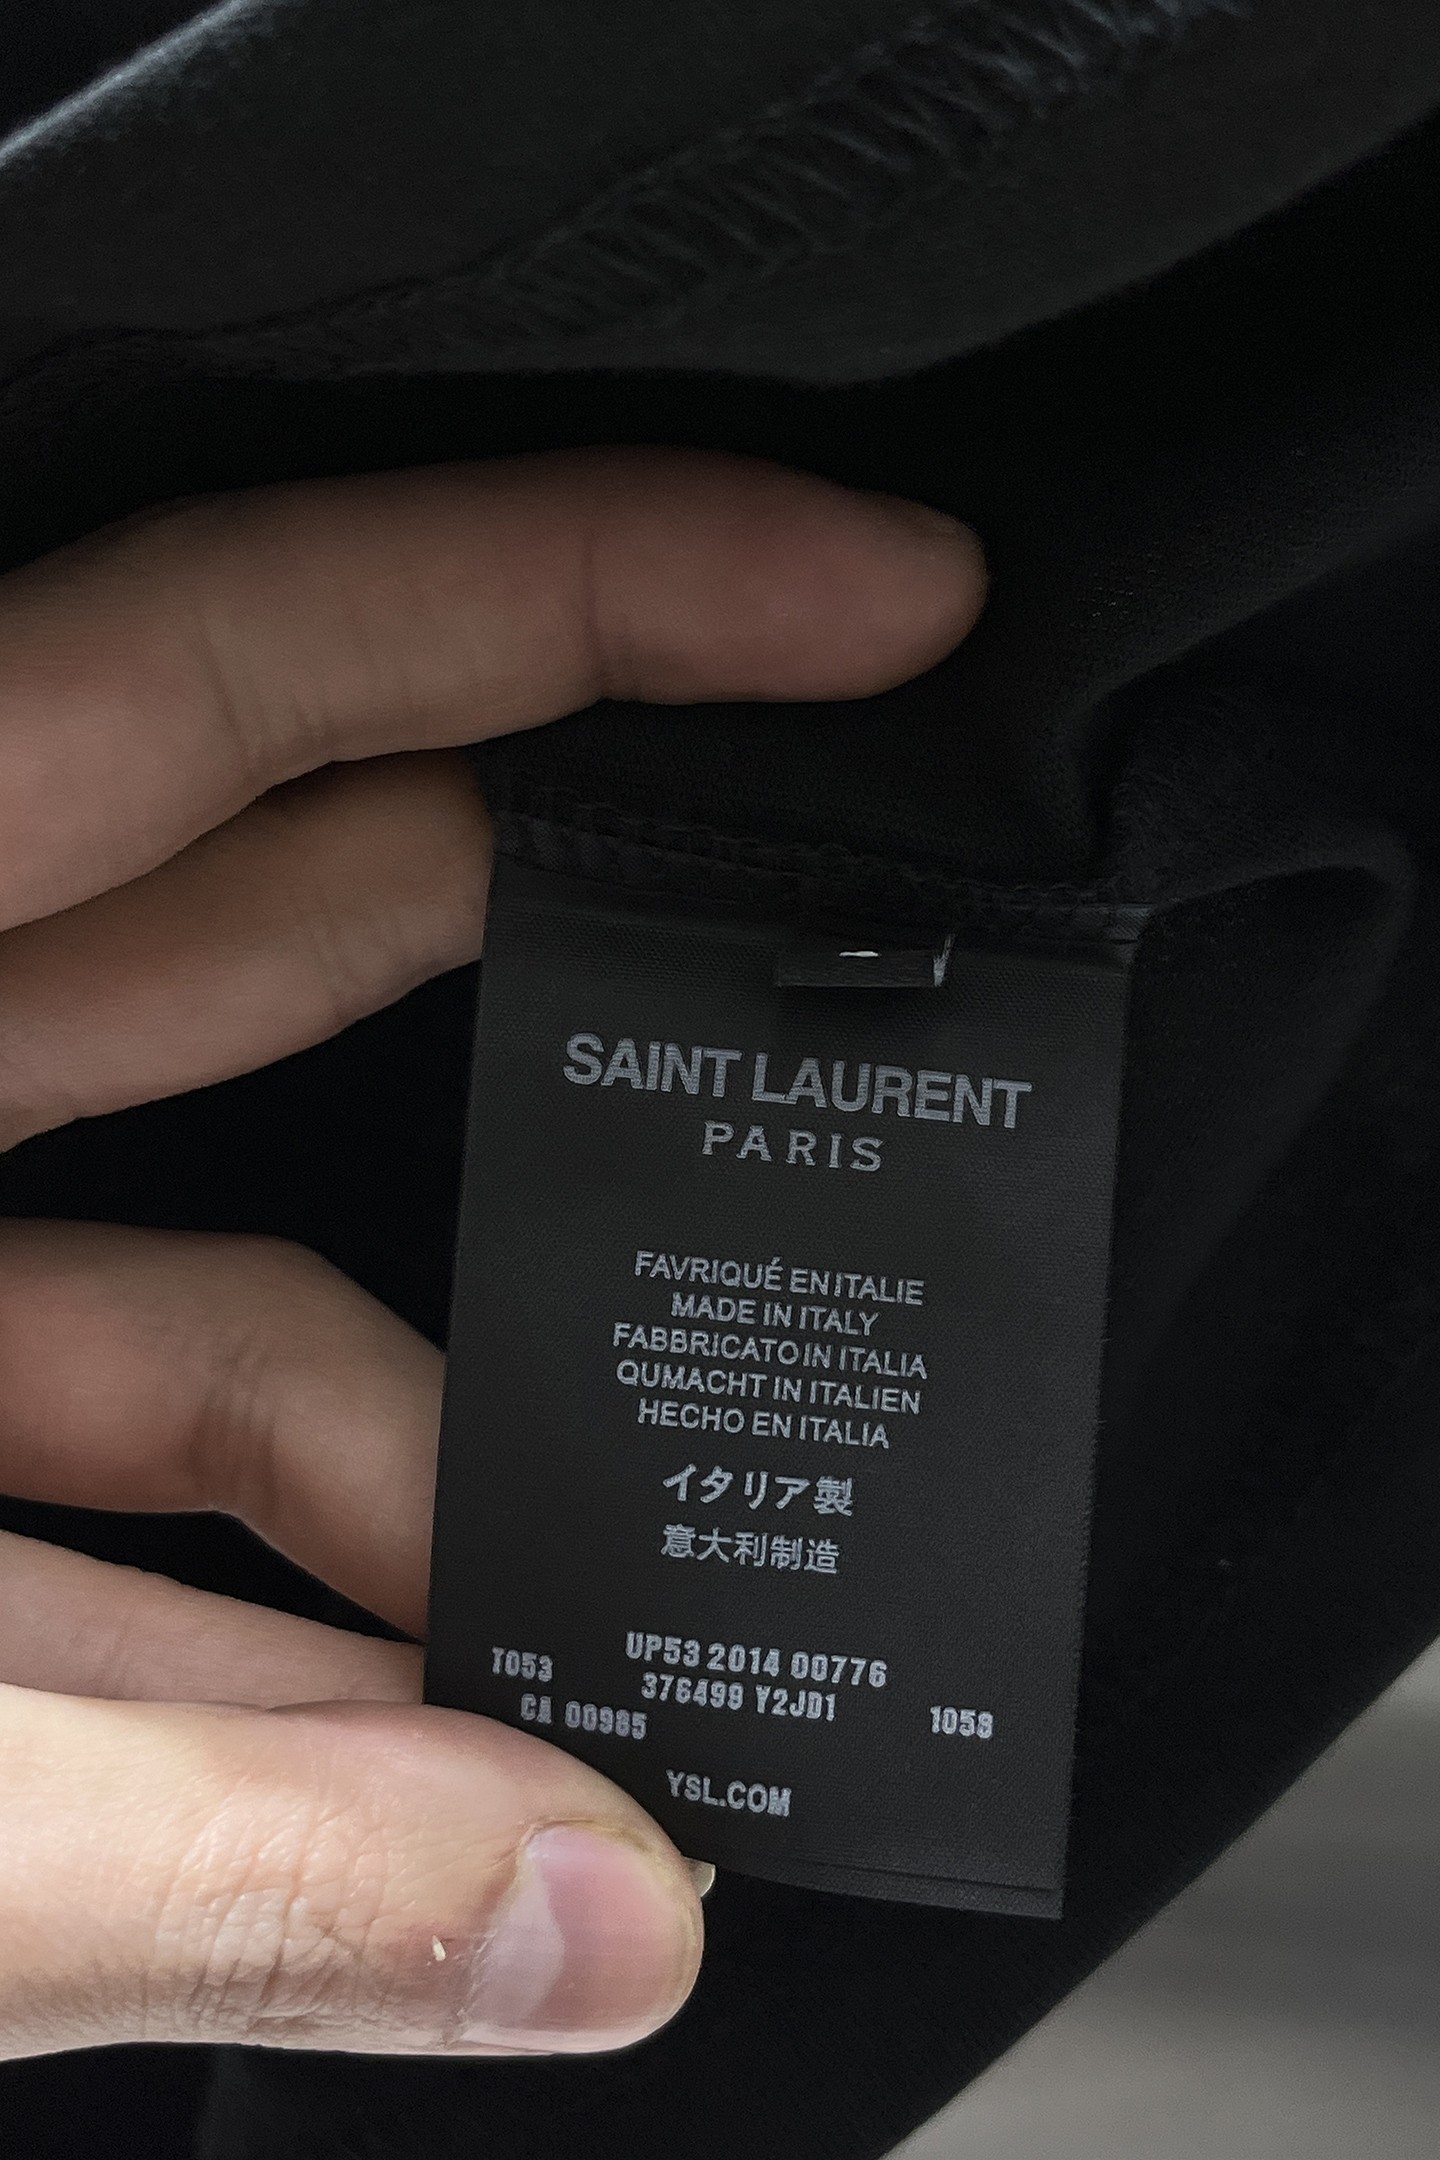 SAINT LAURENT
PARIS
FAVRIQUÉ EN ITALIE
MADE IN ITALY
FABBRICATO IN ITALIA
QUMACHT IN ITALIEN
HECHO EN ITALIA
イタリア製
意大利制造
UP53 2014 00776
T053
376499 Y2JD1
CA 00985
1059
YSL.COM